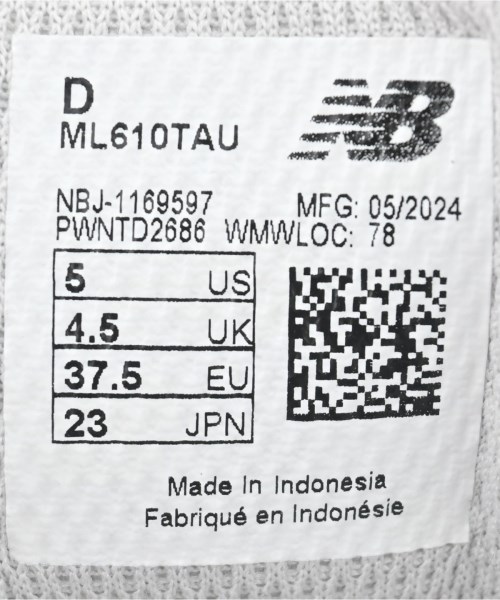 D
ML610TAU
NB
NBJ-1169597 MFG: 05/2024
PWNTD2686 WMWLOC: 78
5 US
4.5 UK
37.5 EU
23 JPN
Made In Indonesia
Fabriqué en Indonésie